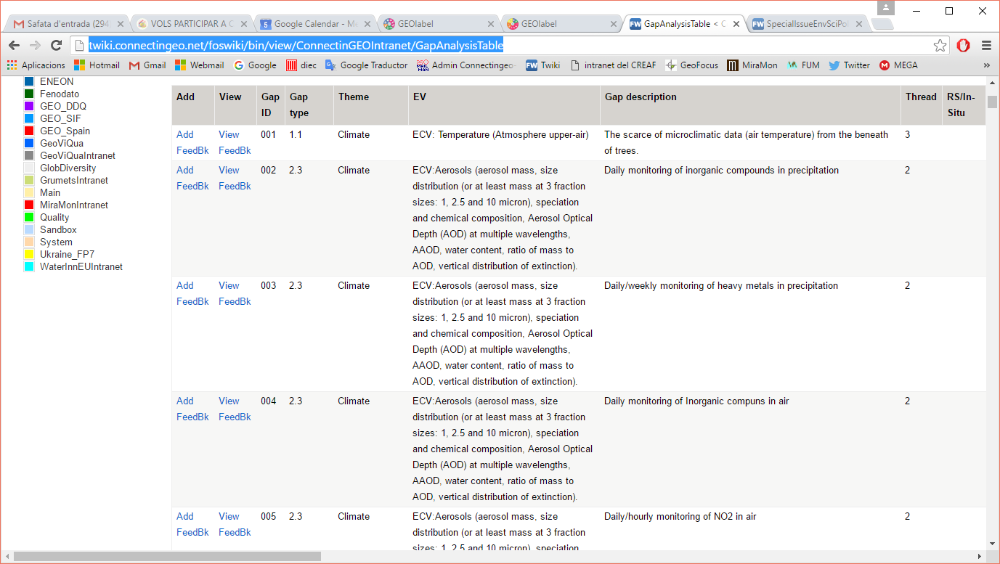 Safata d'entrada (294
VOLS PARTICIPAR A C
Google Calendar - Me
GEOlabel
GEOlabel
GapAnalysisTable < C
SpecialIssueEnvSciPol
twiki.connectingeo.net/foswiki/bin/view/ConnectinGEOIntranet/GapAnalysisTable
Aplicacions
Hotmail
Gmail
Webmail
Google
diec
Google Traductor
Admin Connectingeo
Twiki
intranet del CREAF
GeoFocus
MiraMon
FUM
Twitter
MEGA
»
ENEON
Fenodato
GEO_DDQ
GEO_SIF
GEO_Spain
GeoViQua
GeoViQuaIntranet
GlobDiversity
GrumetsIntranet
Main
MiraMonIntranet
Quality
Sandbox
System
Ukraine_FP7
WaterInnEUIntranet
Add View Gap Gap Theme EV Gap description Thread RS/In-
ID type Situ
Add View 001 1.1 Climate ECV: Temperature (Atmosphere upper-air) The scarce of microclimatic data (air temperature) from the beneath 3
FeedBk FeedBk of trees.
Add View 002 2.3 Climate ECV:Aerosols (aerosol mass, size Daily monitoring of inorganic compounds in precipitation 2
FeedBk FeedBk distribution (or at least mass at 3 fraction
sizes: 1, 2.5 and 10 micron), speciation
and chemical composition, Aerosol Optical
Depth (AOD) at multiple wavelengths,
AAOD, water content, ratio of mass to
AOD, vertical distribution of extinction).
Add View 003 2.3 Climate ECV:Aerosols (aerosol mass, size Daily/weekly monitoring of heavy metals in precipitation 2
FeedBk FeedBk distribution (or at least mass at 3 fraction
sizes: 1, 2.5 and 10 micron), speciation
and chemical composition, Aerosol Optical
Depth (AOD) at multiple wavelengths,
AAOD, water content, ratio of mass to
AOD, vertical distribution of extinction).
Add View 004 2.3 Climate ECV:Aerosols (aerosol mass, size Daily monitoring of Inorganic compuns in air 2
FeedBk FeedBk distribution (or at least mass at 3 fraction
sizes: 1, 2.5 and 10 micron), speciation
and chemical composition, Aerosol Optical
Depth (AOD) at multiple wavelengths,
AAOD, water content, ratio of mass to
AOD, vertical distribution of extinction).
Add View 005 2.3 Climate ECV:Aerosols (aerosol mass, size Daily/hourly monitoring of NO2 in air 2
FeedBk FeedBk distribution (or at least mass at 3 fraction
sizes: 1, 2.5 and 10 micron), speciation